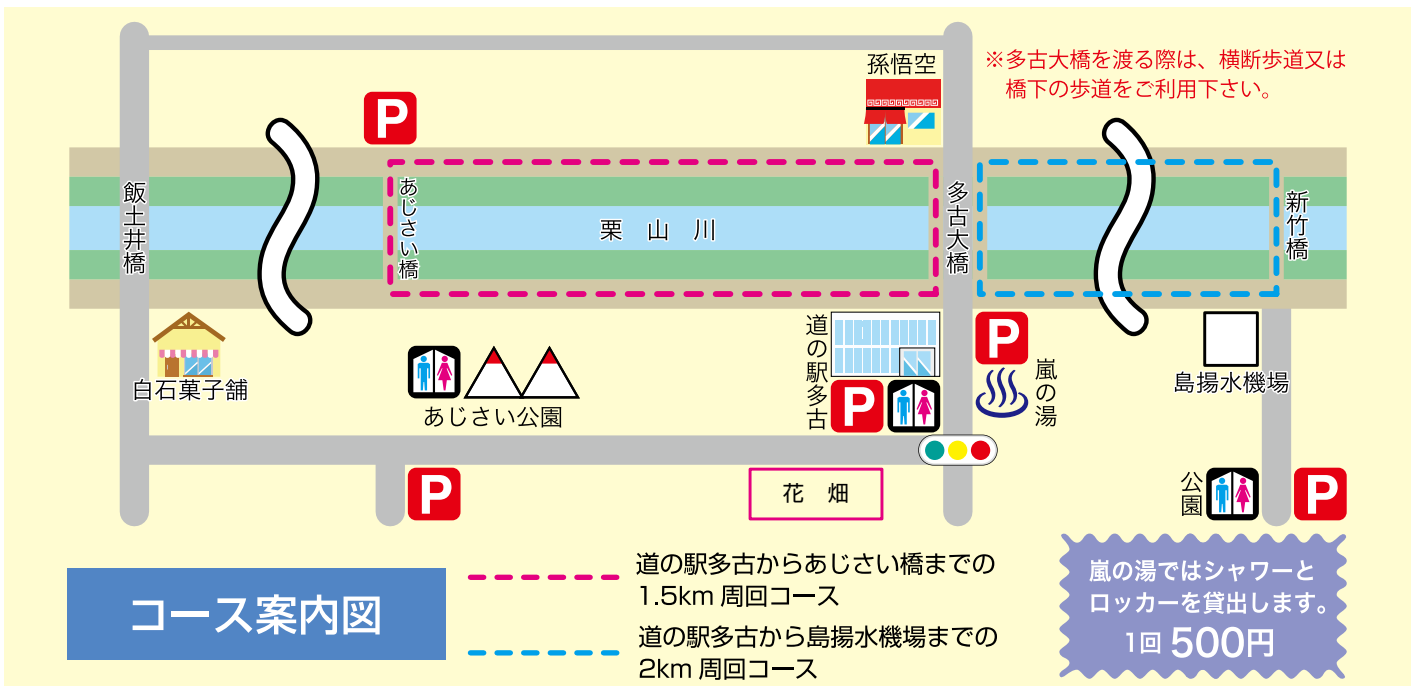 孫悟空
※多古大橋を渡る際は、横断歩道又は
橋下の歩道をご利用下さい。
P
飯土井橋
あじさい橋
栗山川
多古大橋
新竹橋
白石菓子舗
あじさい公園
道の駅多古
P
P
嵐の湯
島揚水機場
P
花畑
公園
P
コース案内図
道の駅多古からあじさい橋までの
1.5km 周回コース
道の駅多古から島揚水機場までの
2km 周回コース
嵐の湯ではシャワーと
ロッカーを貸出します。
1回 500円